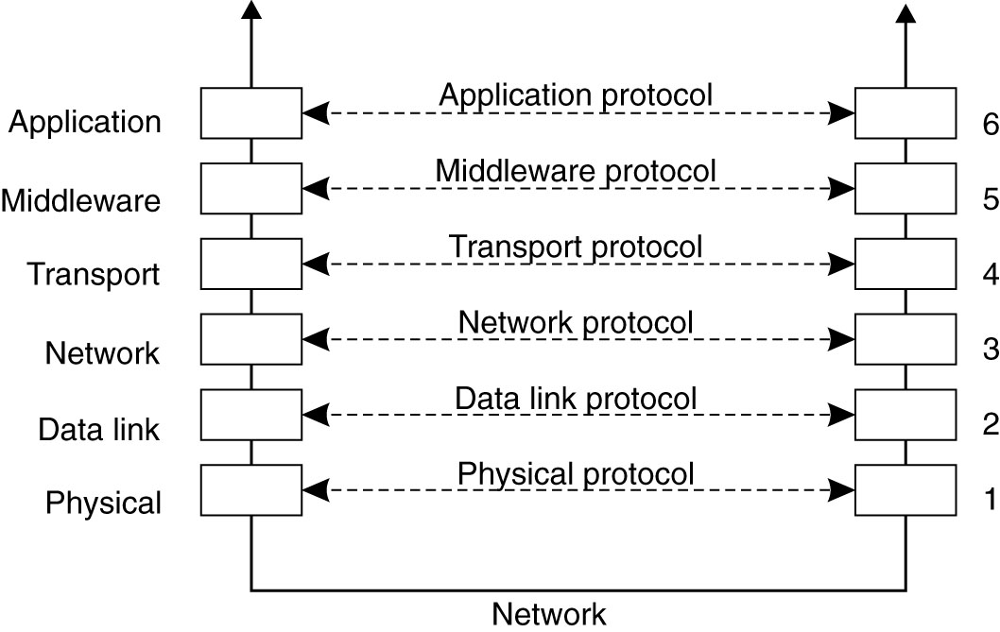 Application protocol
Application
6
Middleware protocol
Middleware
5
Transport protocol
Transport
4
Network protocol
Network
3
Data link protocol
Data link
2
Physical protocol
Physical
1
Network